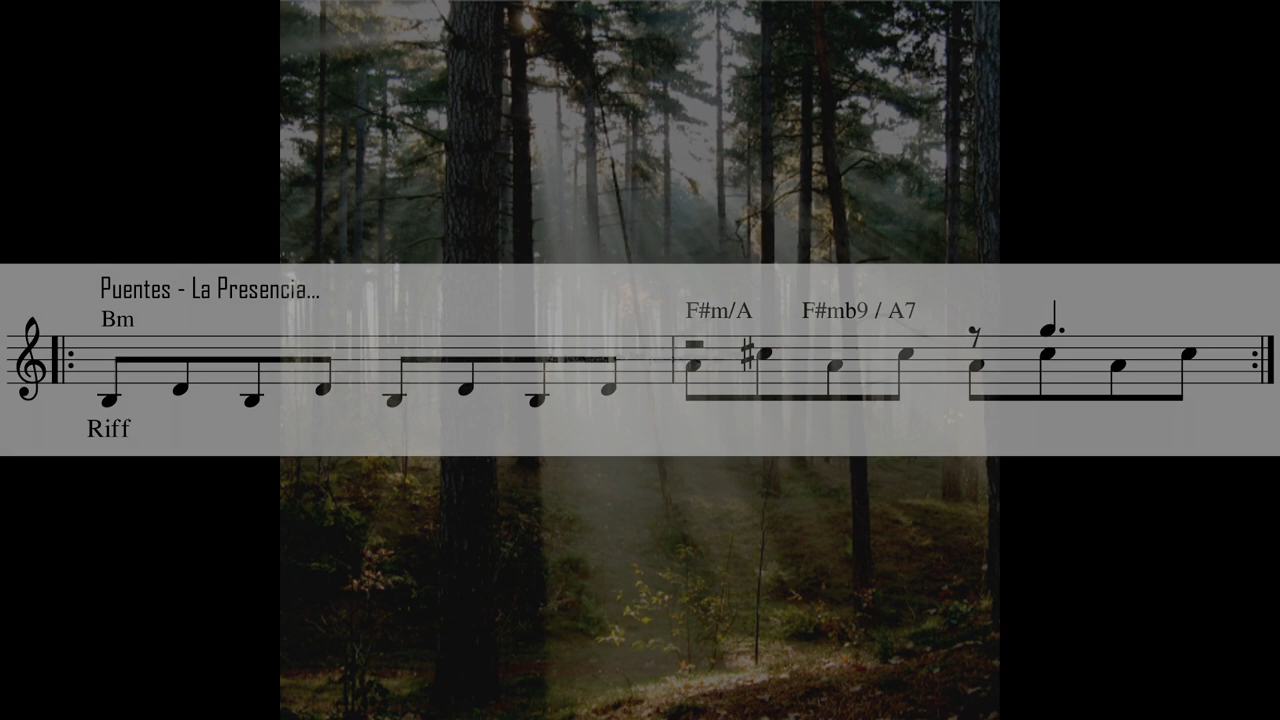 Puentes - La Presencia...
Bm
F#m/A F#mb9 / A7
Riff